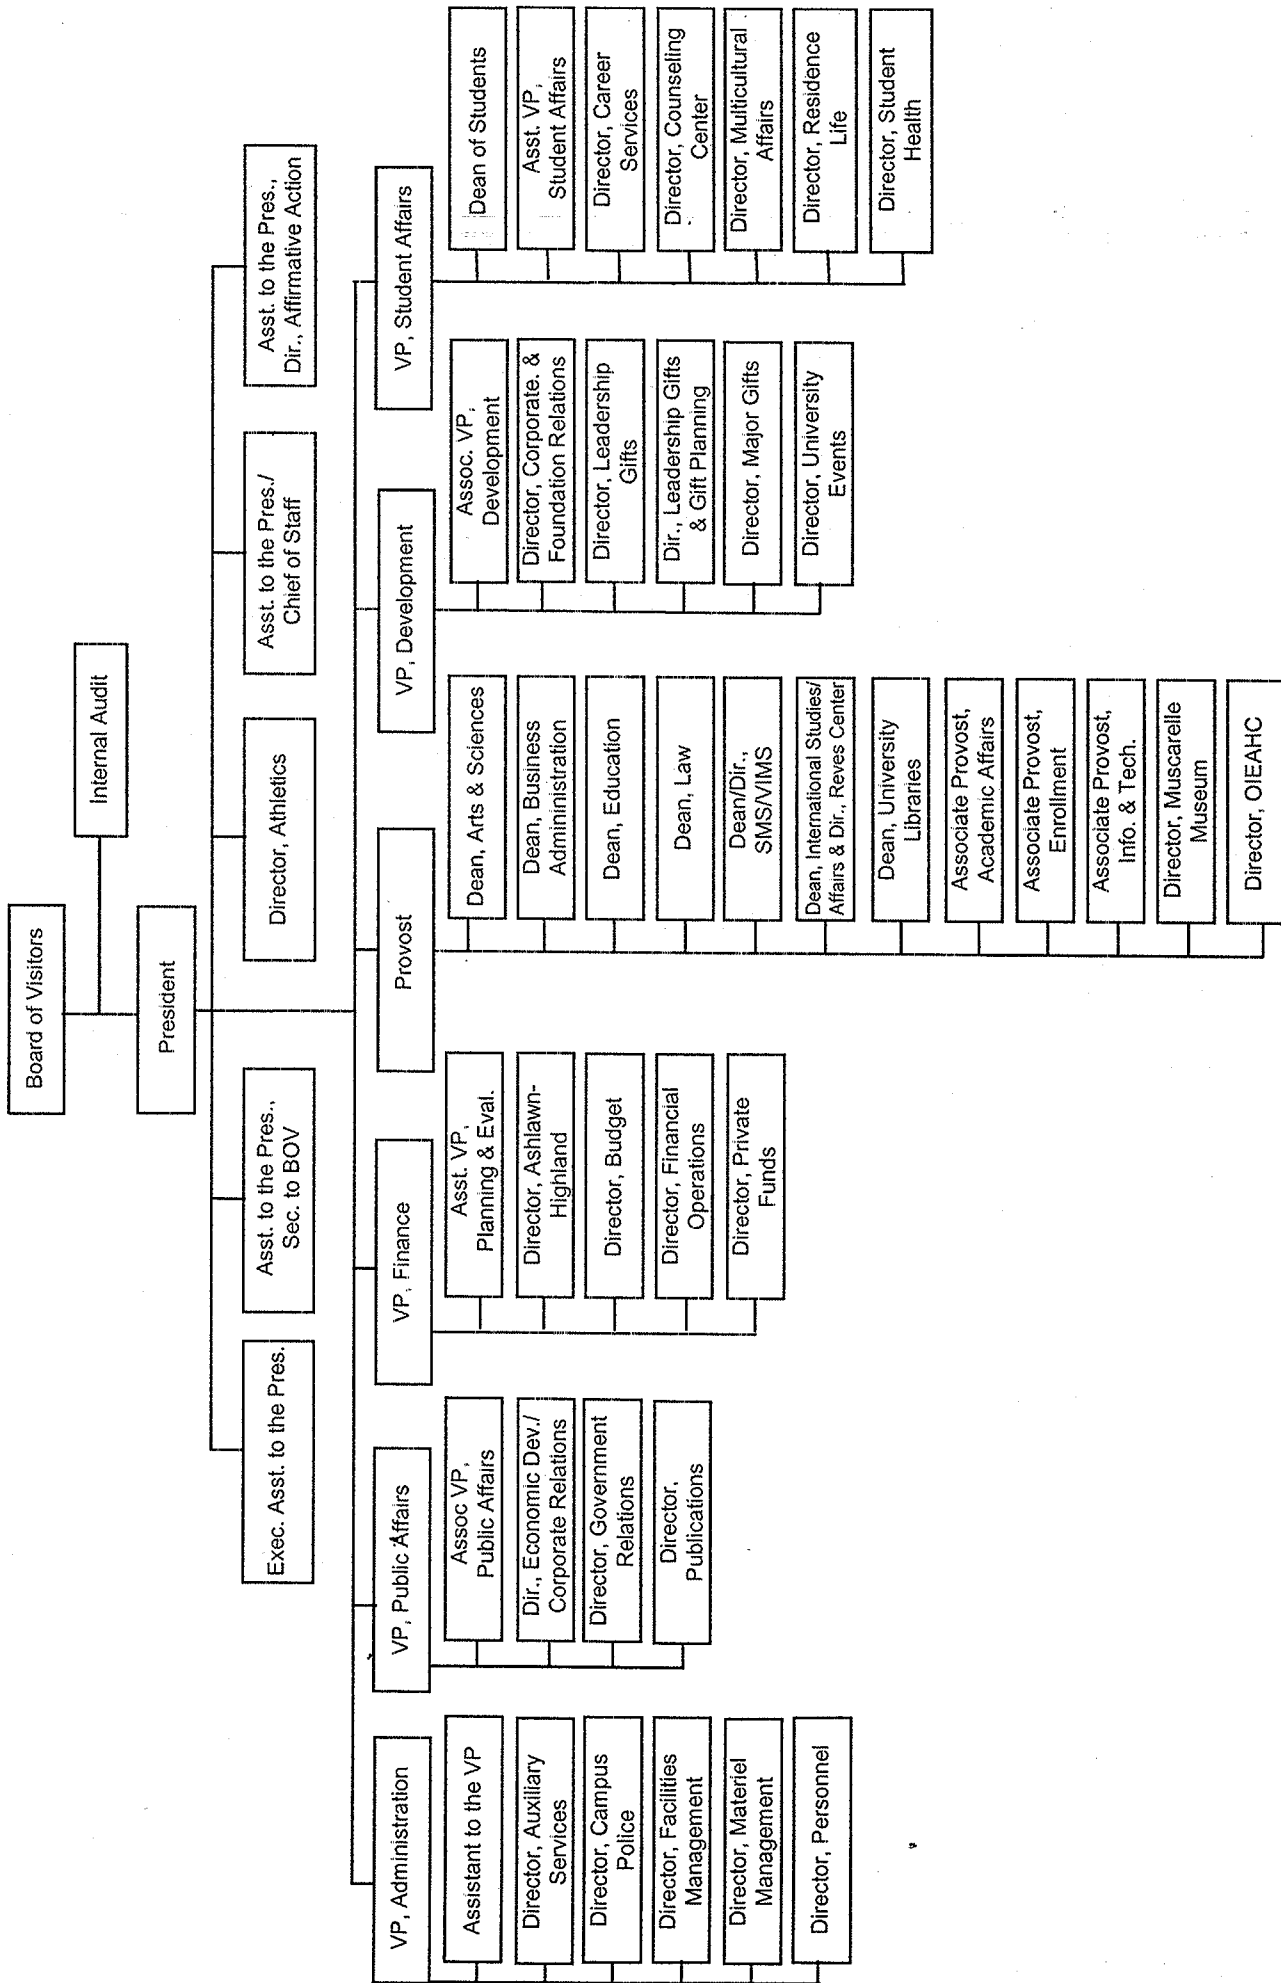 Board of Visitors
Internal Audit
President
Exec. Asst. to the Pres.
Asst. to the Pres.,
Sec. to BOV
Director, Athletics
Asst. to the Pres./
Chief of Staff
Asst. to the Pres.,
Dir., Affirmative Action
VP, Administration
Assistant to the VP
Director, Auxiliary
Services
Director, Campus
Police
Director, Facilities
Management
Director, Materiel
Management
Director, Personnel
VP, Public Affairs
Assoc VP,
Public Affairs
Dir., Economic Dev./
Corporate Relations
Director, Government
Relations
Director,
Publications
VP, Finance
Asst. VP,
Planning & Eval.
Director, Ashlawn-
Highland
Director, Budget
Director, Financial
Operations
Director, Private
Funds
Provost
Dean, Arts & Sciences
Dean, Business
Admininistration
Dean, Education
Dean, Law
Dean/Dir.,
SMS/VIMS
Dean, International Studies/
Affairs & Dir., Reves Center
Dean, University
Libraries
Associate Provost,
Academic Affairs
Associate Provost,
Enrollment
Associate Provost,
Info. & Tech.
Director, Muscarelle
Museum
Director, OIEAHC
VP, Development
Assoc. VP,
Development
Director, Corporate. &
Foundation Relations
Director, Leadership
Gifts
Dir., Leadership Gifts
& Gift Planning
Director, Major Gifts
Director, University
Events
VP, Student Affairs
Dean of Students
Asst. VP,
Student Affairs
Director, Career
Services
Director, Counseling
Center
Director, Multicultural
Affairs
Director, Residence
Life
Director, Student
Health